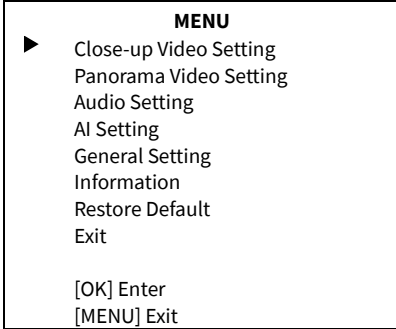 MENU
Close-up Video Setting
Panorama Video Setting
Audio Setting
AI Setting
General Setting
Information
Restore Default
Exit
[OK] Enter
[MENU] Exit